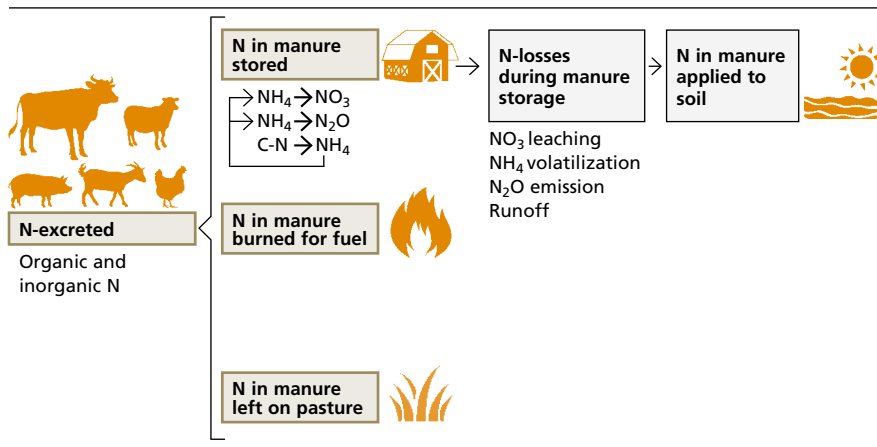 N-excreted
Organic and
inorganic N
N in manure
stored
NH₄ → NO₃
NH₄ → N₂O
C-N → NH₄
N in manure
burned for fuel
N in manure
left on pasture
N-losses
during manure
storage
NO₃ leaching
NH₄ volatilization
N₂O emission
Runoff
N in manure
applied to
soil